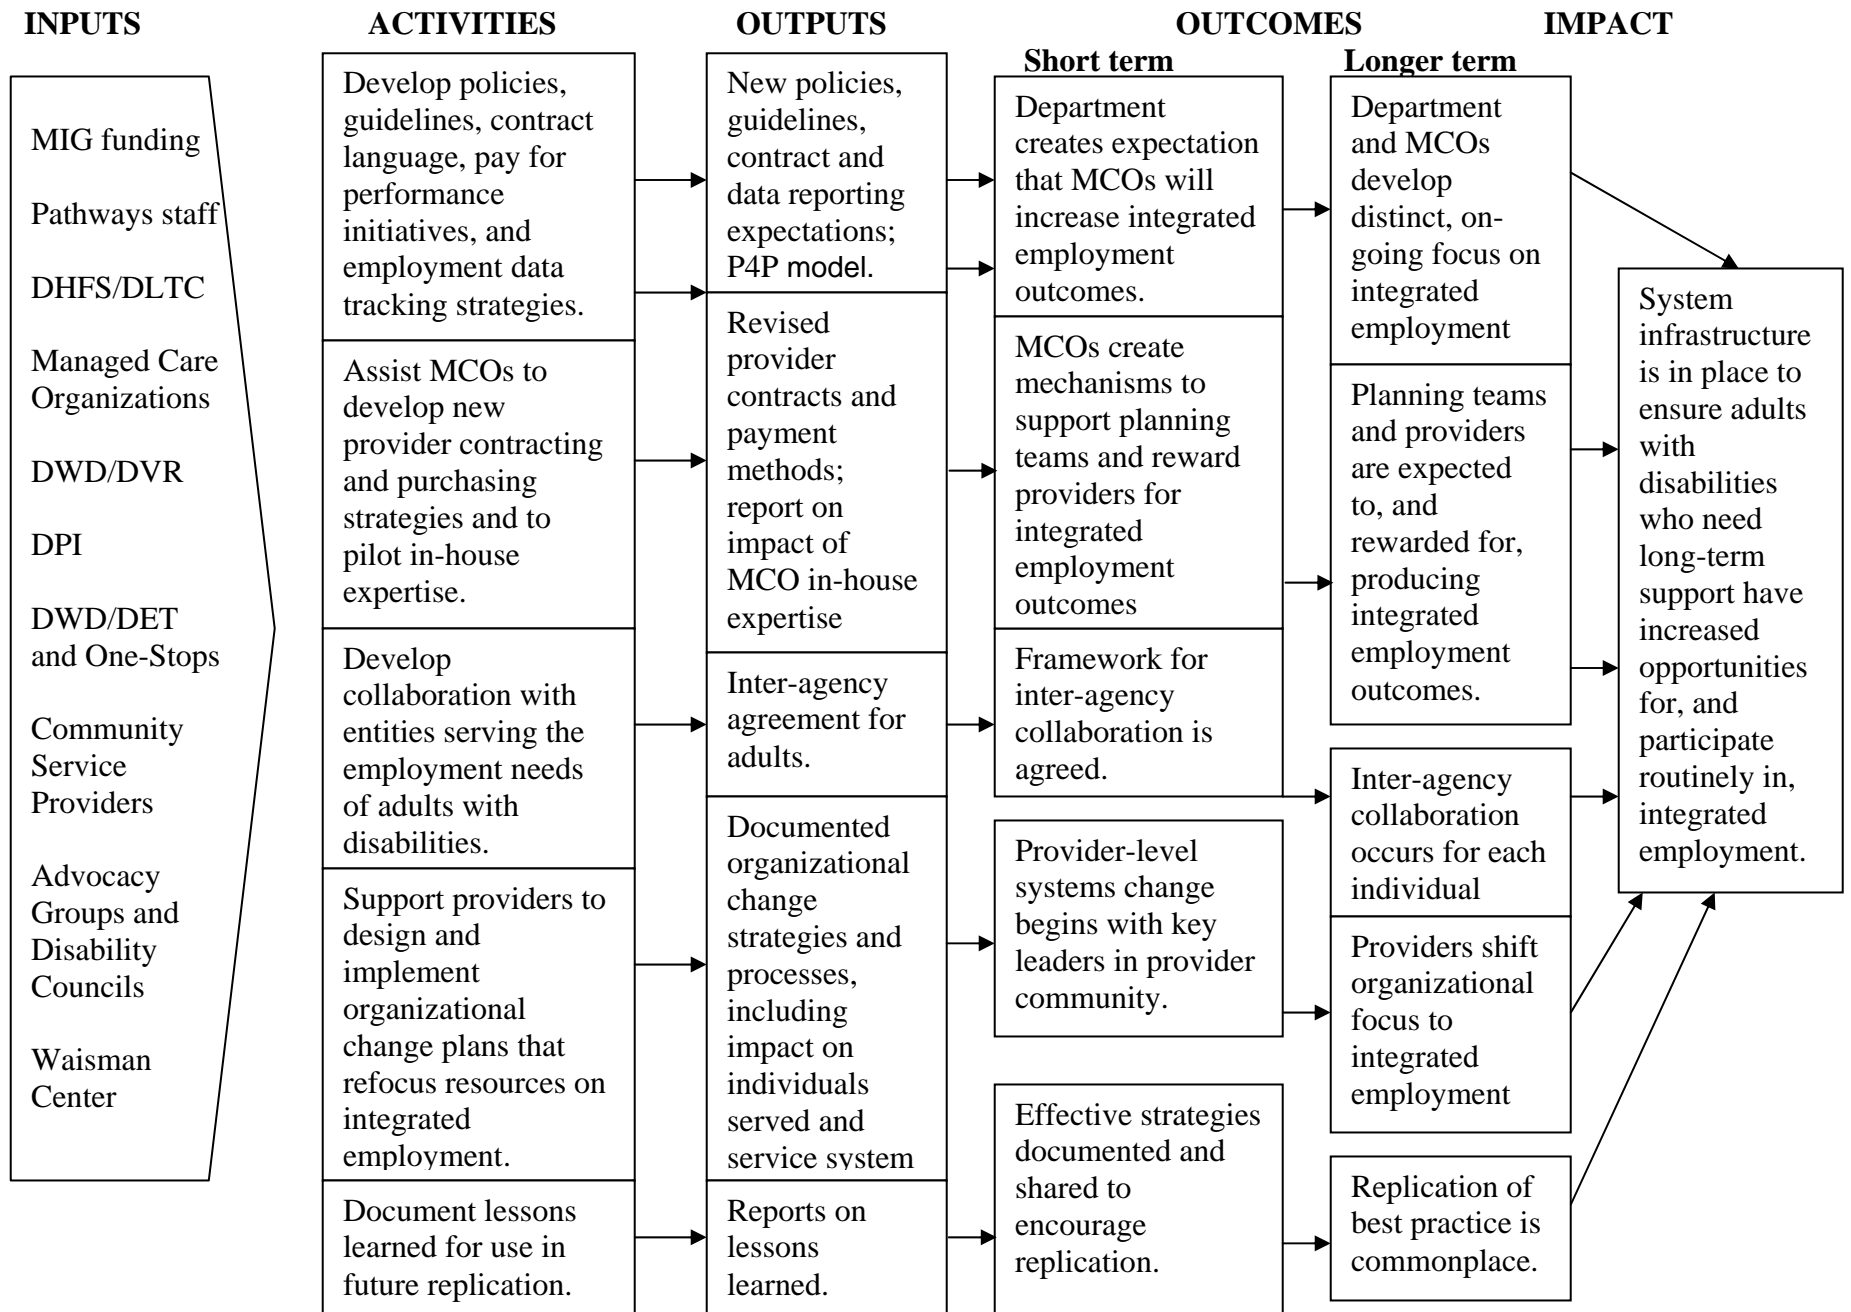 INPUTS
ACTIVITIES
OUTPUTS
OUTCOMES
IMPACT
Short term
Longer term
MIG funding
Pathways staff
DHFS/DLTC
Managed Care
Organizations
DWD/DVR
DPI
DWD/DET
and One-Stops
Community
Service
Providers
Advocacy
Groups and
Disability
Councils
Waisman
Center
Develop policies,
guidelines, contract
language, pay for
performance
initiatives, and
employment data
tracking strategies.
Assist MCOs to
develop new
provider contracting
and purchasing
strategies and to
pilot in-house
expertise.
Develop
collaboration with
entities serving the
employment needs
of adults with
disabilities.
Support providers to
design and
implement
organizational
change plans that
refocus resources on
integrated
employment.
Document lessons
learned for use in
future replication.
New policies,
guidelines,
contract and
data reporting
expectations;
P4P model.
Revised
provider
contracts and
payment
methods;
report on
impact of
MCO in-house
expertise
Inter-agency
agreement for
adults.
Documented
organizational
change
strategies and
processes,
including
impact on
individuals
served and
service system
Reports on
lessons
learned.
Department
creates expectation
that MCOs will
increase integrated
employment
outcomes.
MCOs create
mechanisms to
support planning
teams and reward
providers for
integrated
employment
outcomes
Framework for
inter-agency
collaboration is
agreed.
Provider-level
systems change
begins with key
leaders in provider
community.
Effective strategies
documented and
shared to
encourage
replication.
Department
and MCOs
develop
distinct, on-
going focus on
integrated
employment
Planning teams
and providers
are expected
to, and
rewarded for,
producing
integrated
employment
outcomes.
Inter-agency
collaboration
occurs for each
individual
Providers shift
organizational
focus to
integrated
employment
Replication of
best practice is
commonplace.
System
infrastructure
is in place to
ensure adults
with
disabilities
who need
long-term
support have
increased
opportunities
for, and
participate
routinely in,
integrated
employment.